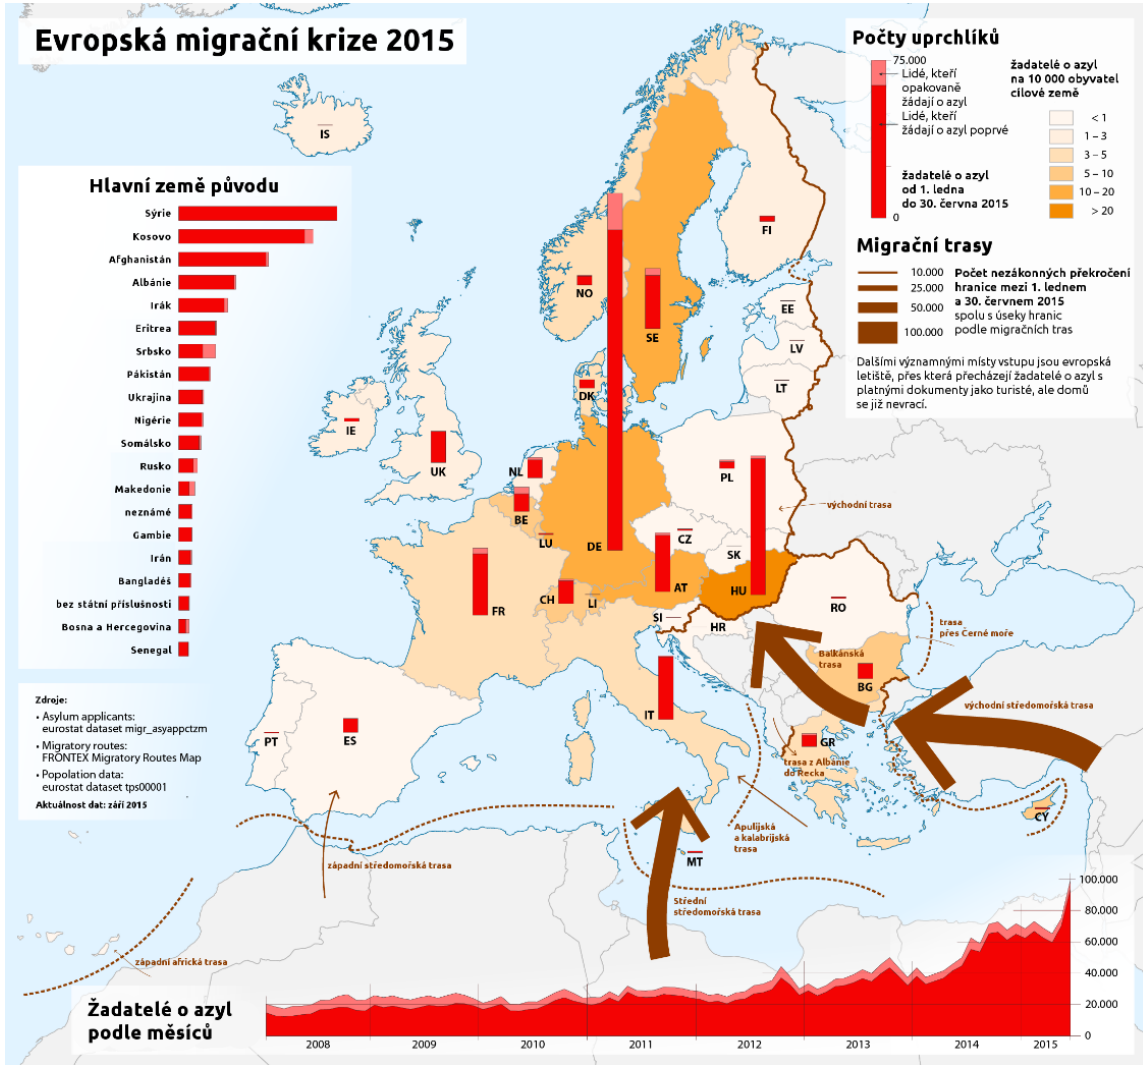 Evropská migrační krize 2015
Počty uprchlíků
75.000
Lidé, kteří
opakovaně
žádají o azyl
Lidé, kteří
žádají o azyl poprvé
žadatelé o azyl
od 1. ledna
do 30. června 2015
0
žadatelé o azyl
na 10 000 obyvatel
cílové země
< 1
1 – 3
3 – 5
5 – 10
10 – 20
> 20
Migrační trasy
10.000
25.000
50.000
100.000
Počet nezákonných překročení
hranice mezi 1. lednem
a 30. červnem 2015
spolu s úseky hranic
podle migračních tras
Dalšími významnými místy vstupu jsou evropská
letiště, přes která přecházejí žadatelé o azyl s
platnými dokumenty jako turisté, ale domů
se již nevrací.
Hlavní země původu
Sýrie
Kosovo
Afghanistán
Albánie
Irák
Eritrea
Srbsko
Pákistán
Ukrajina
Nigérie
Somálsko
Rusko
Makedonie
neznámé
Gambie
Irán
Bangladéš
bez státní příslušnosti
Bosna a Hercegovina
Senegal
Zdroje:
• Asylum applicants:
eurostat dataset migr_asyappctzm
• Migratory routes:
FRONTEX Migratory Routes Map
• Popolation data:
eurostat dataset tps00001
Aktuálnost dat: září 2015
IS
FI
NO
SE
EE
LV
LT
DK
IE
UK
NL
BE
LU
DE
PL
CZ
SK
AT
HU
FR
CH
LI
SI
HR
RO
BG
IT
GR
PT
ES
MT
CY
východní trasa
trasa
přes Černé moře
Balkánská
trasa
východní středomořská trasa
trasa z Albánie
do Řecka
Apulijská
a kalabrijská
trasa
Střední
středomořská trasa
západní středomořská trasa
západní africká trasa
Žadatelé o azyl
podle měsíců
100.000
80.000
60.000
40.000
20.000
0
2008
2009
2010
2011
2012
2013
2014
2015